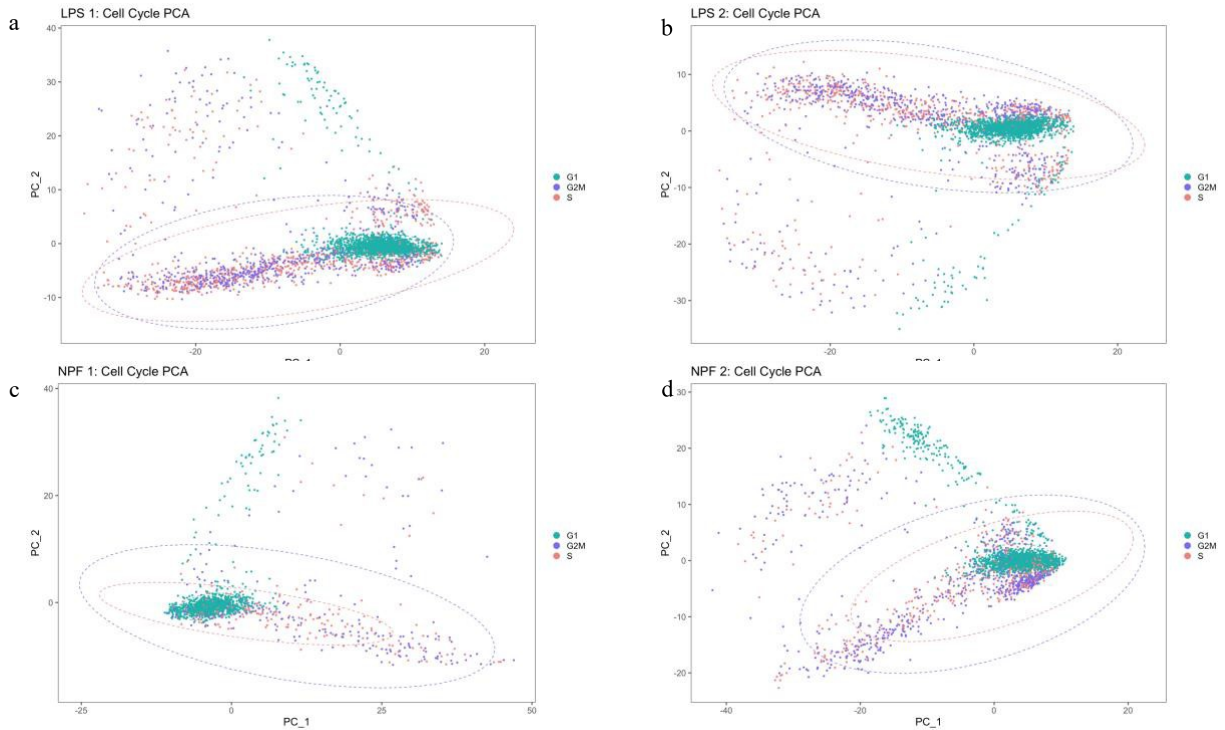 a
LPS 1: Cell Cycle PCA
40
30
20
10
0
-10
PC_2
-20
0
20
PC_1
G1
G2M
S
b
LPS 2: Cell Cycle PCA
10
0
-10
-20
-30
PC_2
-20
0
20
PC_1
G1
G2M
S
c
NPF 1: Cell Cycle PCA
40
20
0
PC_2
-25
0
25
50
PC_1
G1
G2M
S
d
NPF 2: Cell Cycle PCA
30
20
10
0
-10
-20
PC_2
-40
-20
0
20
PC_1
G1
G2M
S